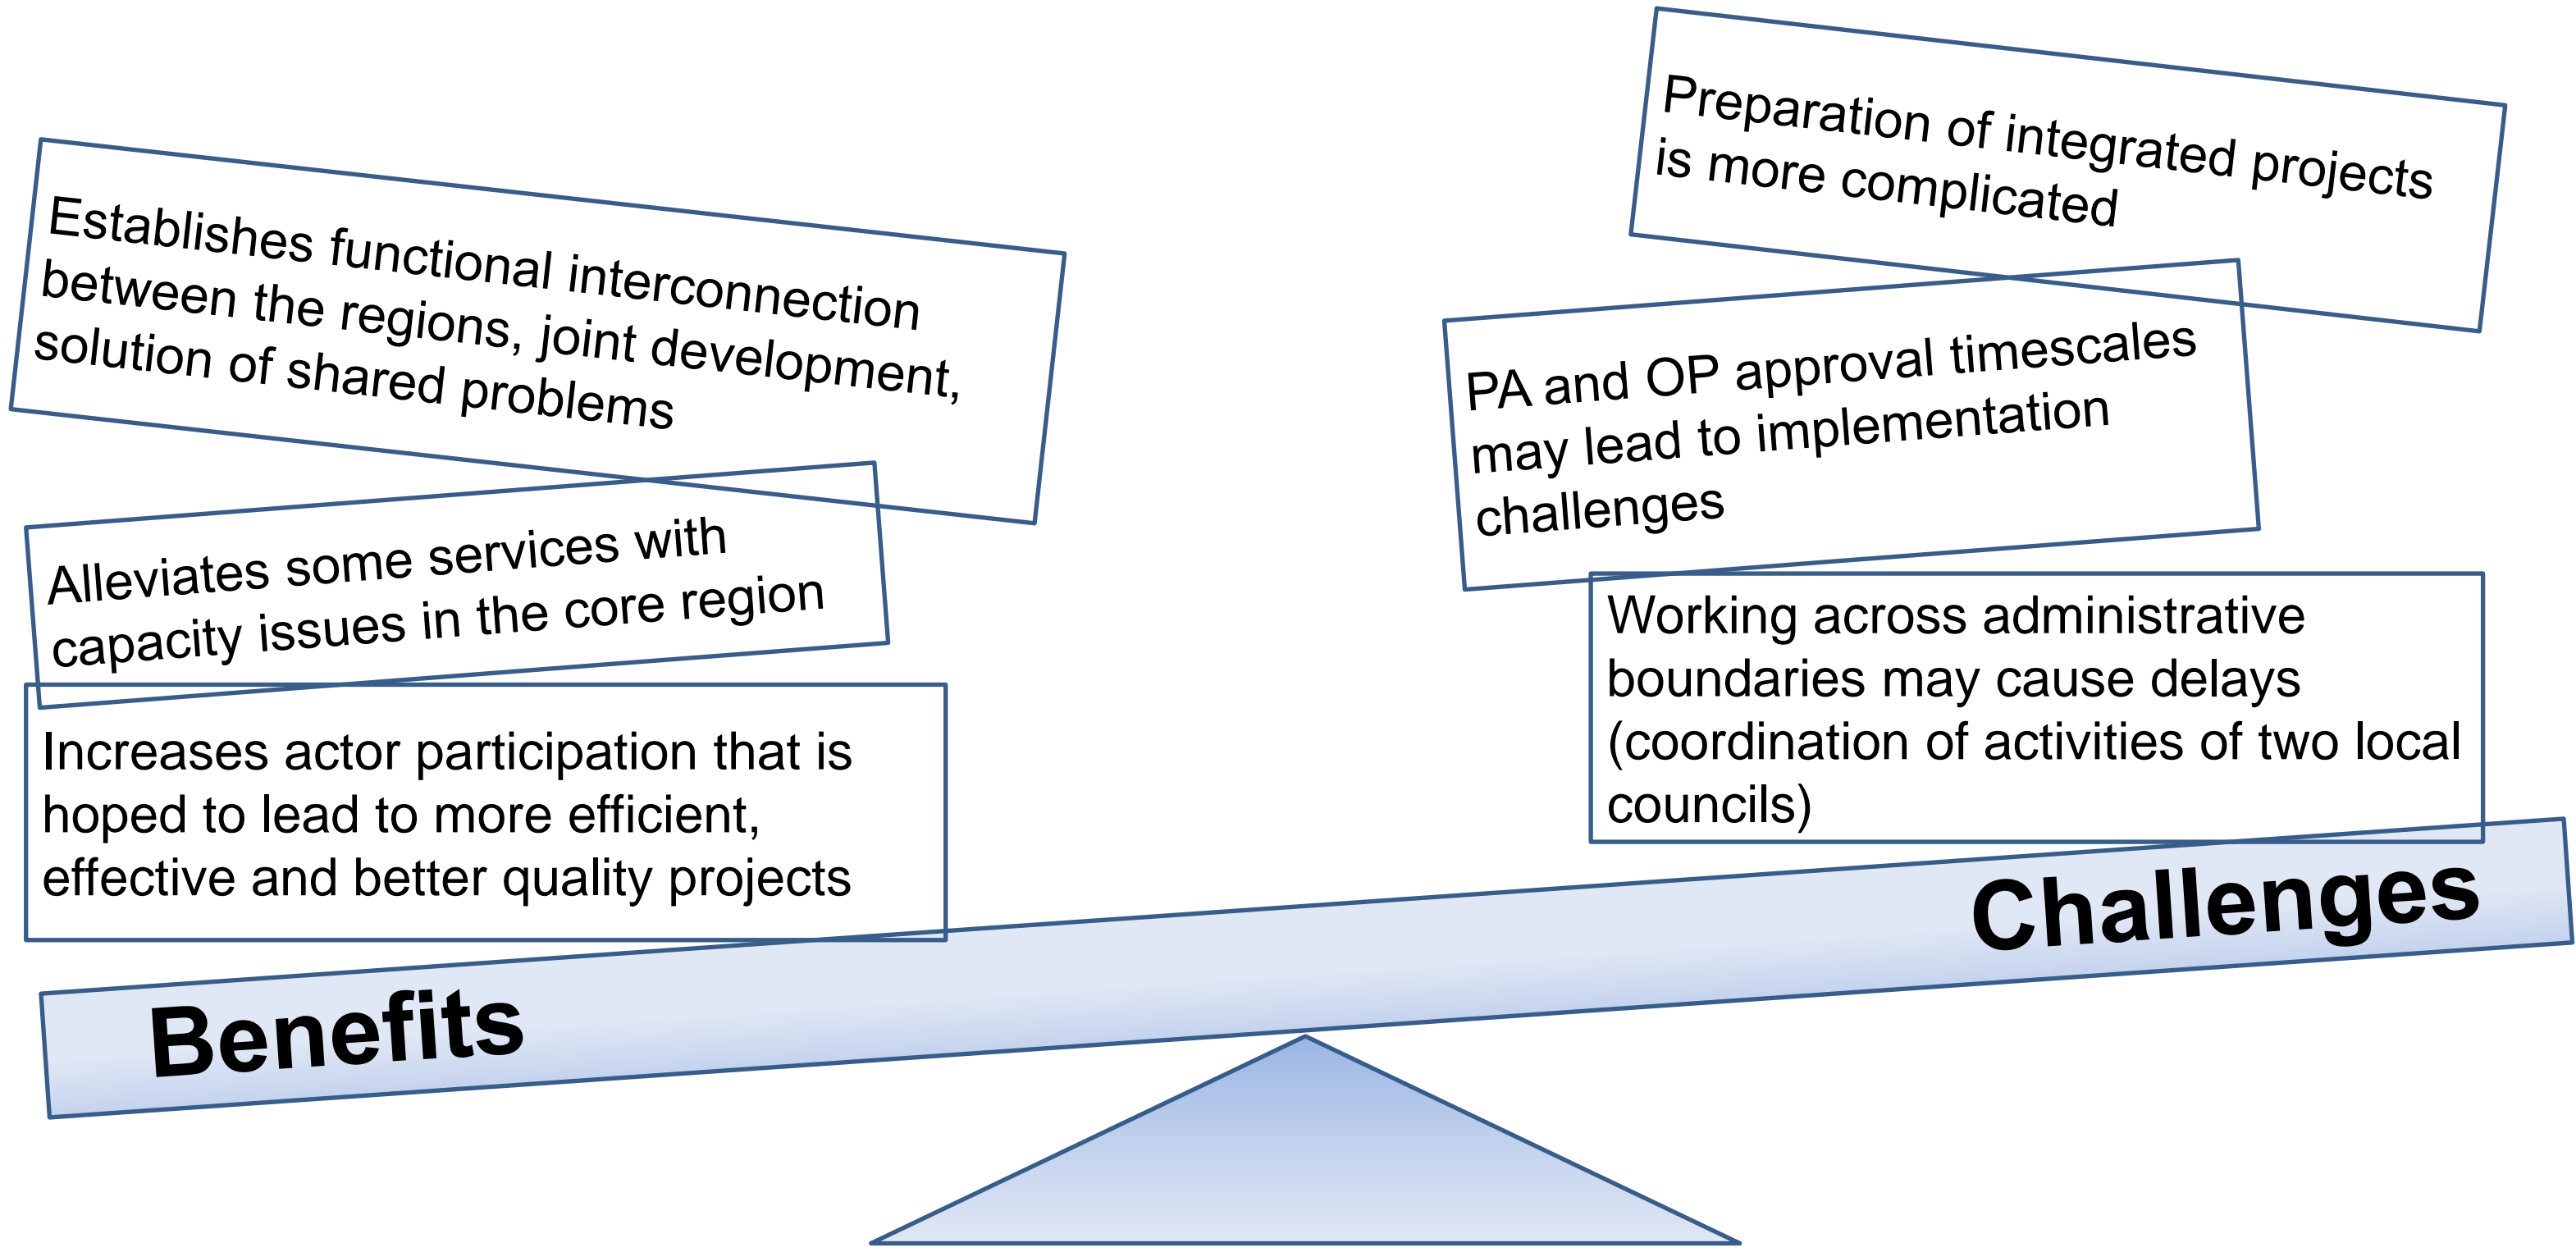 Establishes functional interconnection
between the regions, joint development,
solution of shared problems
Alleviates some services with
capacity issues in the core region
Increases actor participation that is
hoped to lead to more efficient,
effective and better quality projects
Benefits
Preparation of integrated projects
is more complicated
PA and OP approval timescales
may lead to implementation
challenges
Working across administrative
boundaries may cause delays
(coordination of activities of two local
councils)
Challenges